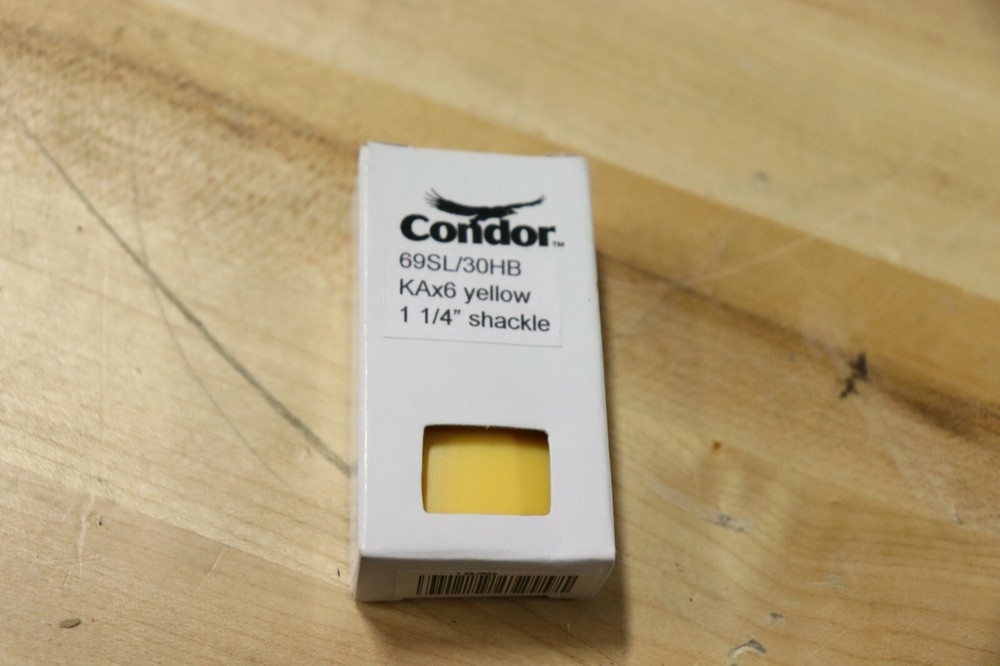 Condor™
69SL/30HB
KAx6 yellow
1 1/4” shackle